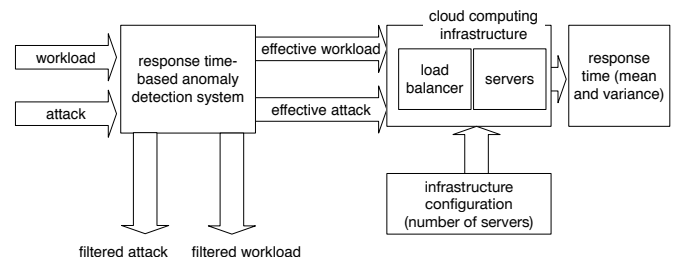 workload
attack
response time-
based anomaly
detection system
effective workload
effective attack
cloud computing
infrastructure
load
balancer
servers
response
time (mean
and variance)
infrastructure
configuration
(number of servers)
filtered attack
filtered workload